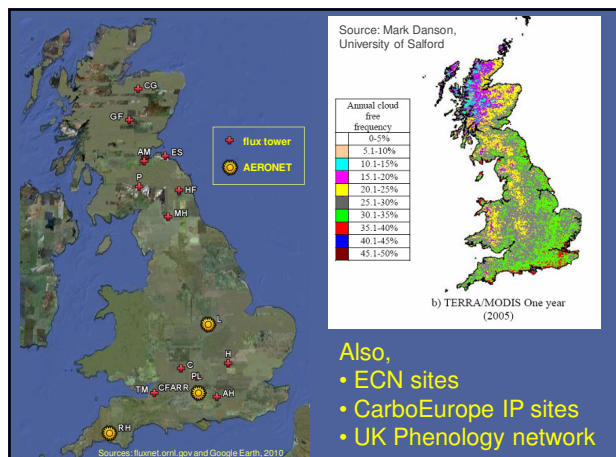 CG
GF
AM
ES
P
HF
MH
L
H
C
PL
TM
CFARR
AH
RH
flux tower
AERONET
Sources: fluxnet.ornl.gov and Google Earth, 2010
Source: Mark Danson,
University of Salford
Annual cloud
free
frequency
0-5%
5.1-10%
10.1-15%
15.1-20%
20.1-25%
25.1-30%
30.1-35%
35.1-40%
40.1-45%
45.1-50%
b) TERRA/MODIS One year
(2005)
Also,
• ECN sites
• CarboEurope IP sites
• UK Phenology network